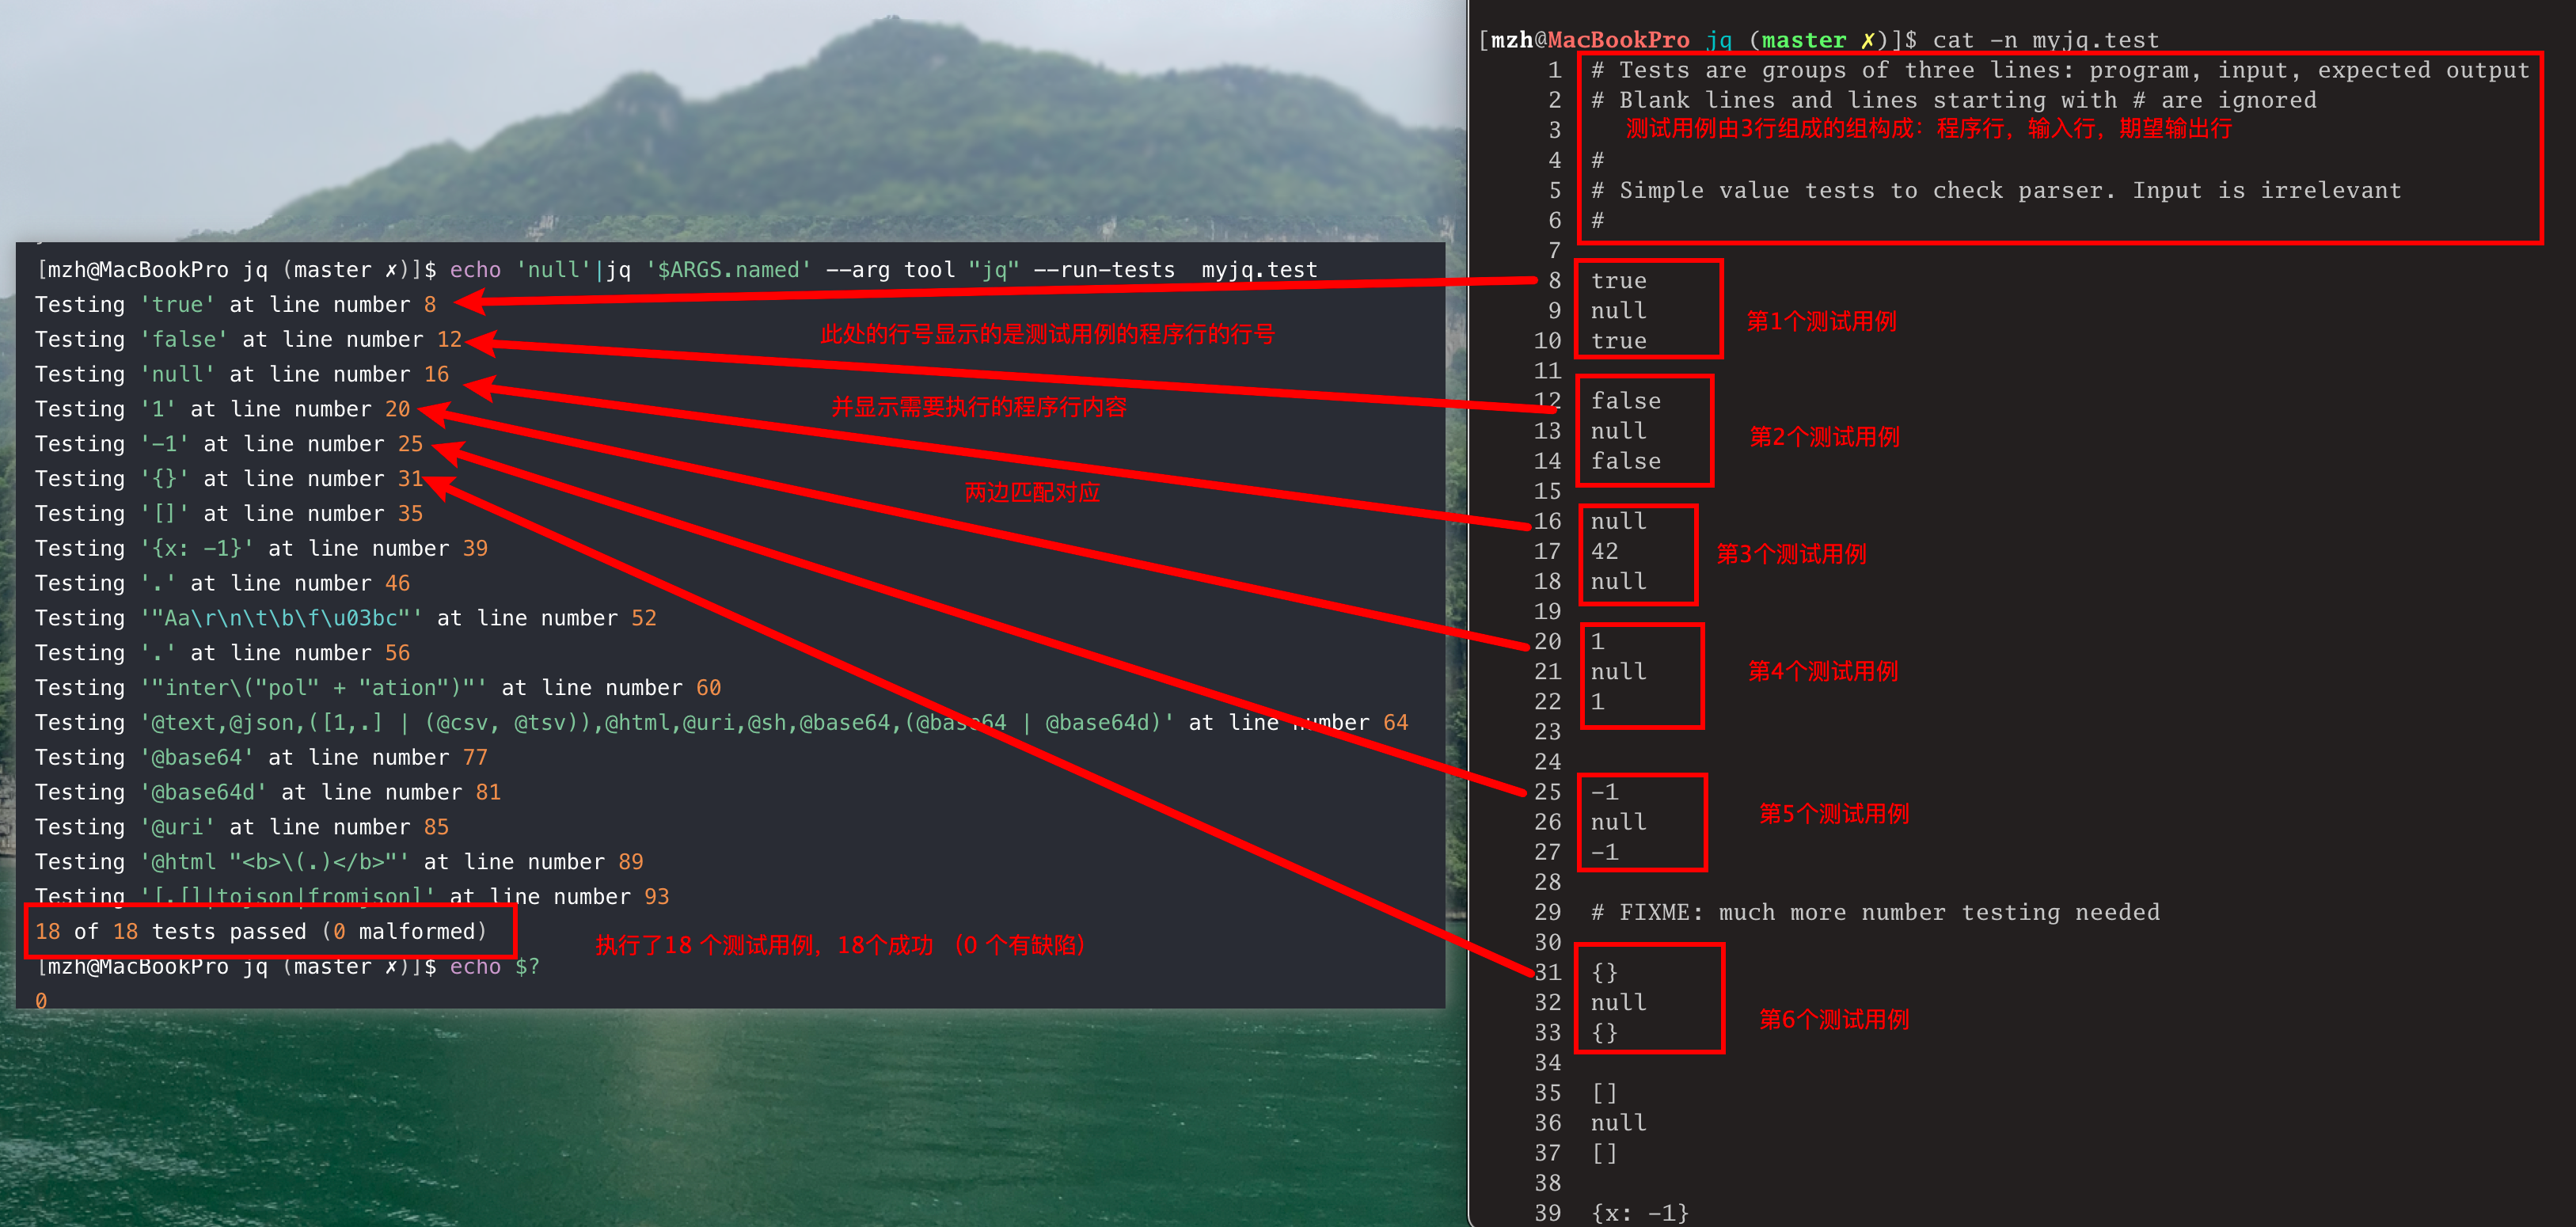 [mzh@MacBookPro jq (master ✗)]$ echo 'null'|jq '$ARGS.named' --arg tool "jq" --run-tests  myjq.test
Testing 'true' at line number 8
Testing 'false' at line number 12
Testing 'null' at line number 16
Testing '1' at line number 20
Testing '-1' at line number 25
Testing '{}' at line number 31
Testing '[]' at line number 35
Testing '{x: -1}' at line number 39
Testing '.' at line number 46
Testing '"Aa\r\n\t\b\f\u03bc"' at line number 52
Testing '.' at line number 56
Testing '"inter\("pol" + "ation")"' at line number 60
Testing '@text,@json,([1,.] | (@csv, @tsv)),@html,@uri,@sh,@base64,(@base64 | @base64d)' at line number 64
Testing '@base64' at line number 77
Testing '@base64d' at line number 81
Testing '@uri' at line number 85
Testing '@html "<b>\(.)</b>"' at line number 89
Testing '[.[]|tojson|fromjson]' at line number 93
18 of 18 tests passed (0 malformed)
[mzh@MacBookPro jq (master ✗)]$ echo $?
0
此处的行号显示的是测试用例的程序行的行号
并显示需要执行的程序行内容
两边匹配对应
执行了18 个测试用例，18个成功 （0 个有缺陷）
[mzh@MacBookPro jq (master ✗)]$ cat -n myjq.test
1 # Tests are groups of three lines: program, input, expected output
2 # Blank lines and lines starting with # are ignored
3 测试用例由3行组成的组构成：程序行，输入行，期望输出行
4 #
5 # Simple value tests to check parser. Input is irrelevant
6 #
7
8 true
9 null
10 true
第1个测试用例
11
12 false
13 null
14 false
第2个测试用例
15
16 null
17 42
18 null
第3个测试用例
19
20 1
21 null
22 1
第4个测试用例
23
24
25 -1
26 null
27 -1
第5个测试用例
28
29 # FIXME: much more number testing needed
30
31 {}
32 null
33 {}
第6个测试用例
34
35 []
36 null
37 []
38
39 {x: -1}